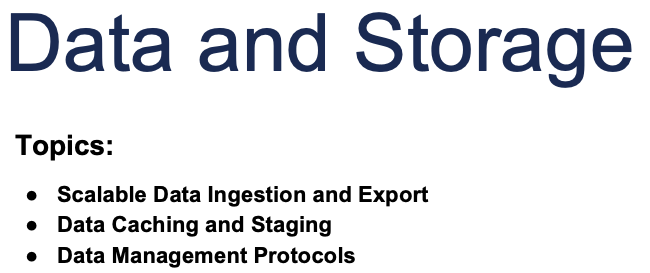 Data and Storage
Topics:
● Scalable Data Ingestion and Export
● Data Caching and Staging
● Data Management Protocols